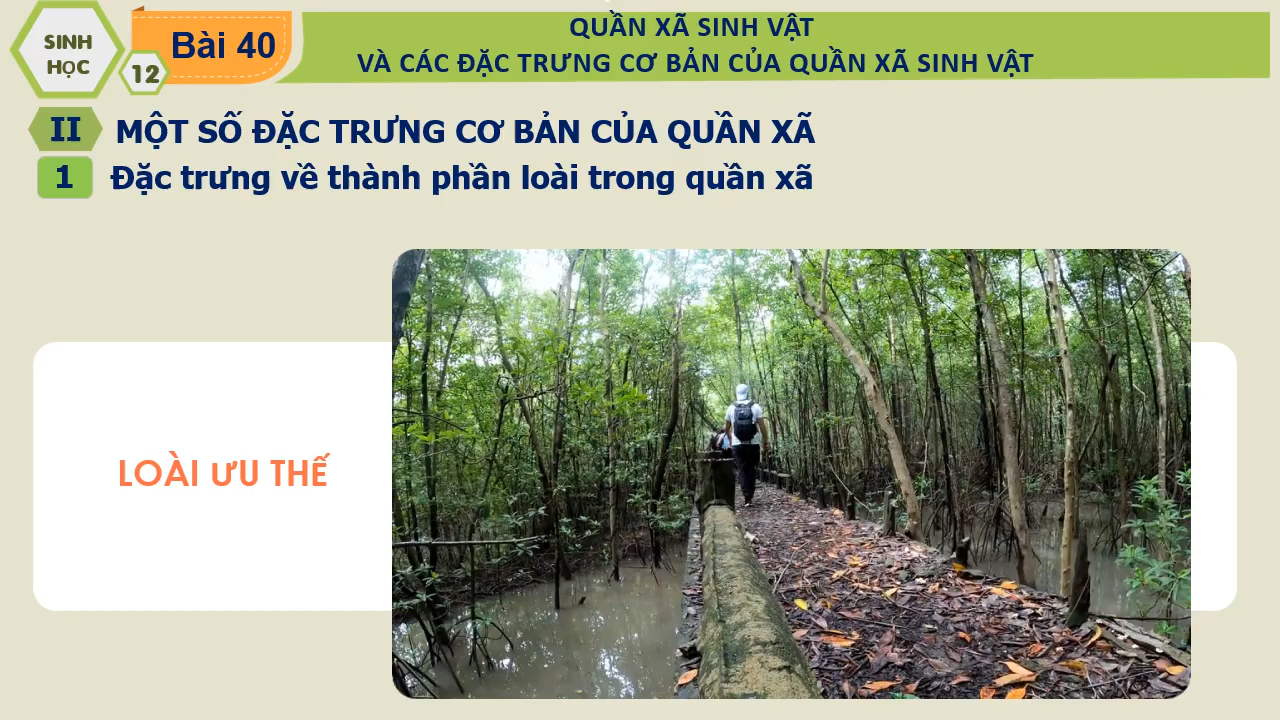 SINH
HỌC
12
Bài 40
QUẦN XÃ SINH VẬT
VÀ CÁC ĐẶC TRƯNG CƠ BẢN CỦA QUẦN XÃ SINH VẬT
II MỘT SỐ ĐẶC TRƯNG CƠ BẢN CỦA QUẦN XÃ
1 Đặc trưng về thành phần loài trong quần xã
LOÀI ƯU THẾ